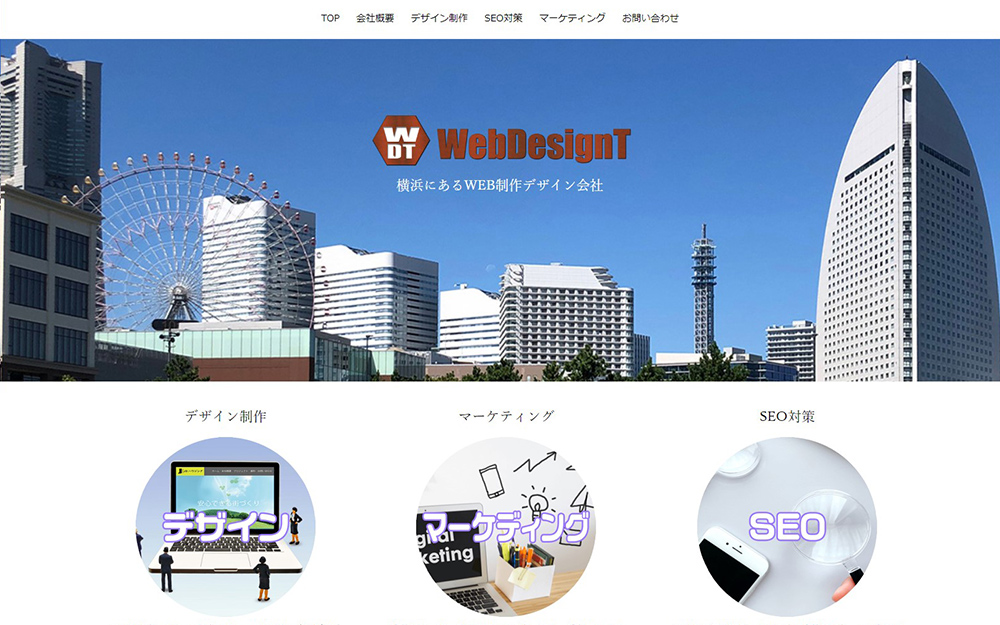 TOP 会社概要 デザイン制作 SEO対策 マーケティング お問い合わせ
W
DT
WebDesignT
横浜にあるWEB制作デザイン会社
デザイン制作 マーケティング SEO対策
デザイン マーケディング SEO
gital
keting